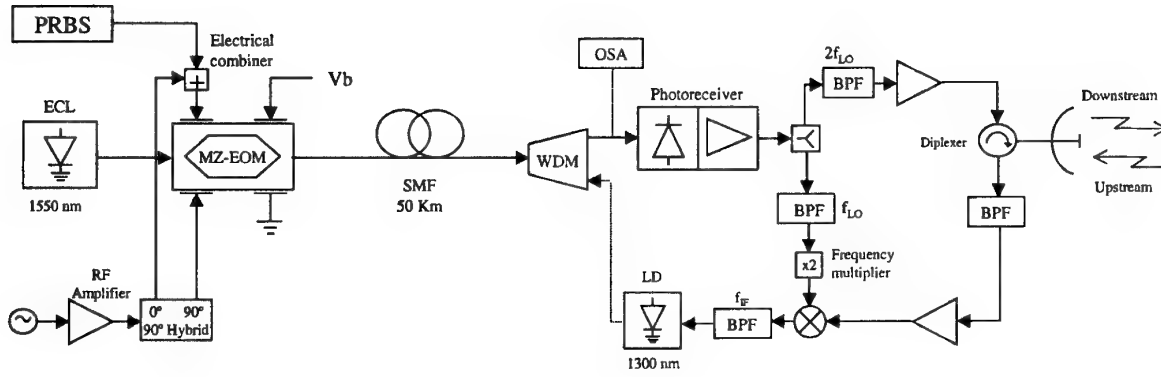 PRBS
Electrical
combiner
+
Vb
ECL
MZ-EOM
1550 nm
RF
Amplifier
0° 90°
90° Hybrid
SMF
50 Km
WDM
OSA
Photoreceiver
2f_LO
BPF
Diplexer
Downstream
Upstream
BPF
BPF
f_LO
x2
Frequency
multiplier
LD
1300 nm
f_IF
BPF